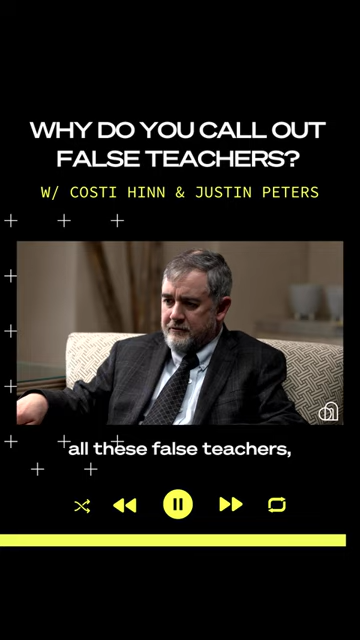 WHY DO YOU CALL OUT
FALSE TEACHERS?
W/ COSTI HINN & JUSTIN PETERS
all these false teachers,